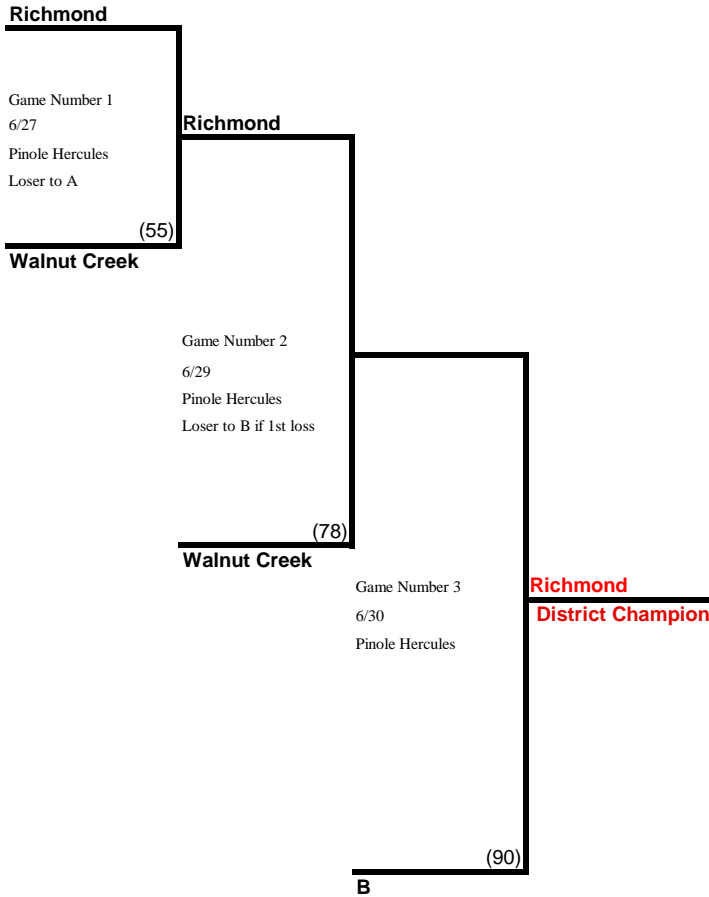 Richmond
Game Number 1
6/27
Pinole Hercules
Loser to A
(55)
Walnut Creek
Richmond
Game Number 2
6/29
Pinole Hercules
Loser to B if 1st loss
(78)
Walnut Creek
Game Number 3
6/30
Pinole Hercules
(90)
B
Richmond
District Champion